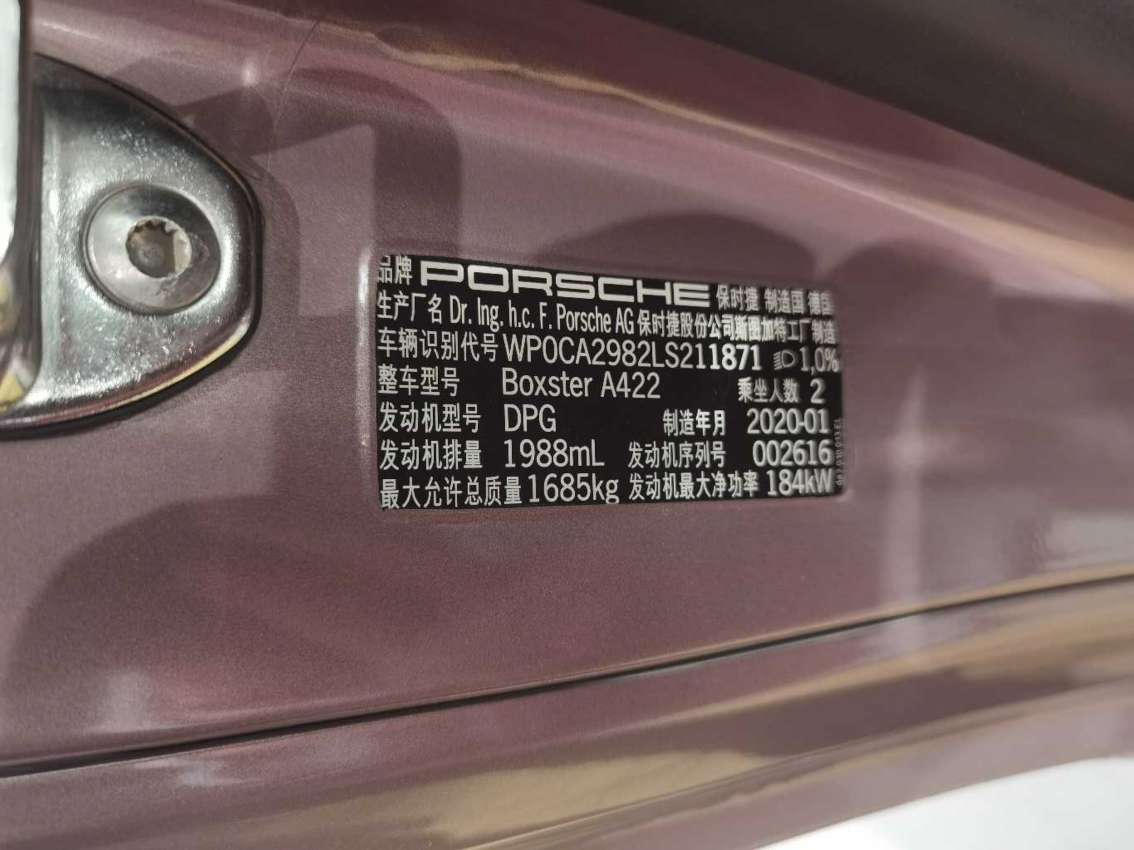 品牌 PORSCHE 保时捷 制造国 德国
生产厂名 Dr. Ing. h.c. F. Porsche AG 保时捷股份公司斯图加特工厂制造
车辆识别代号 WP0CA2982LS211871 1,0%
整车型号 Boxster A422 乘坐人数 2
发动机型号 DPG 制造年月 2020-01
发动机排量 1988mL 发动机序列号 002616
最大允许总质量 1685kg 发动机最大净功率 184kW